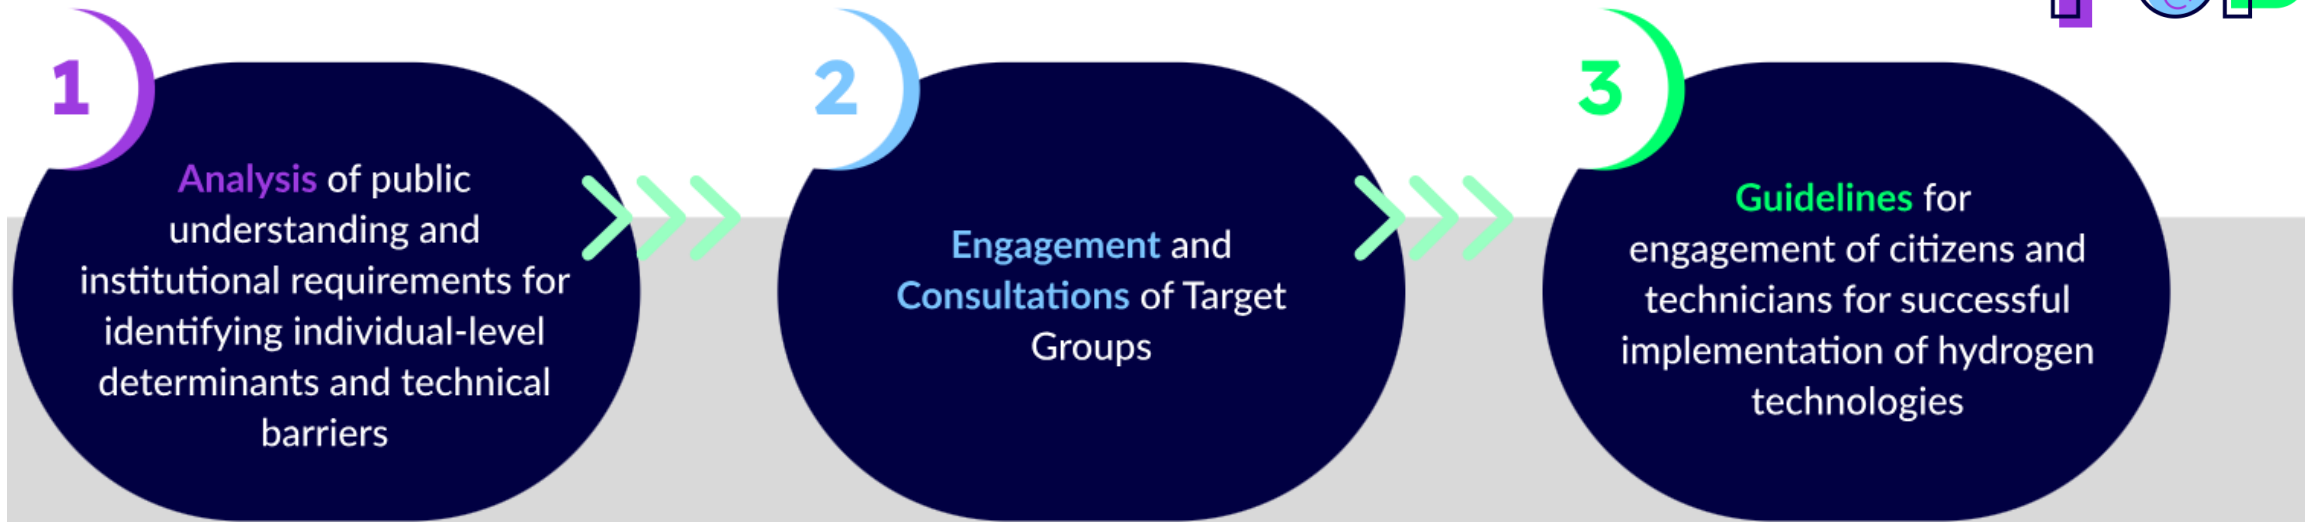 1
Analysis of public
understanding and
institutional requirements for
identifying individual-level
determinants and technical
barriers
2
Engagement and
Consultations of Target
Groups
3
Guidelines for
engagement of citizens and
technicians for successful
implementation of hydrogen
technologies